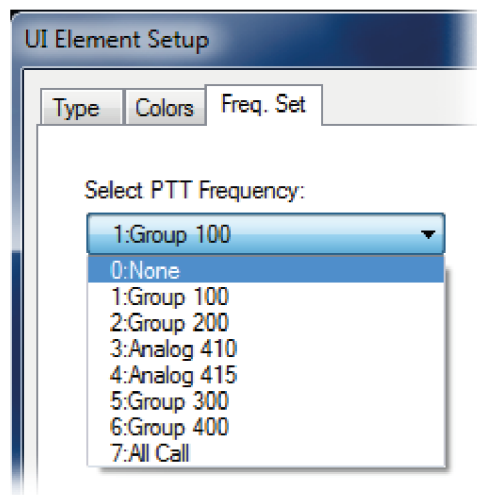 UI Element Setup
Type Colors Freq. Set
Select PTT Frequency:
1:Group 100
0:None
1:Group 100
2:Group 200
3:Analog 410
4:Analog 415
5:Group 300
6:Group 400
7:All Call